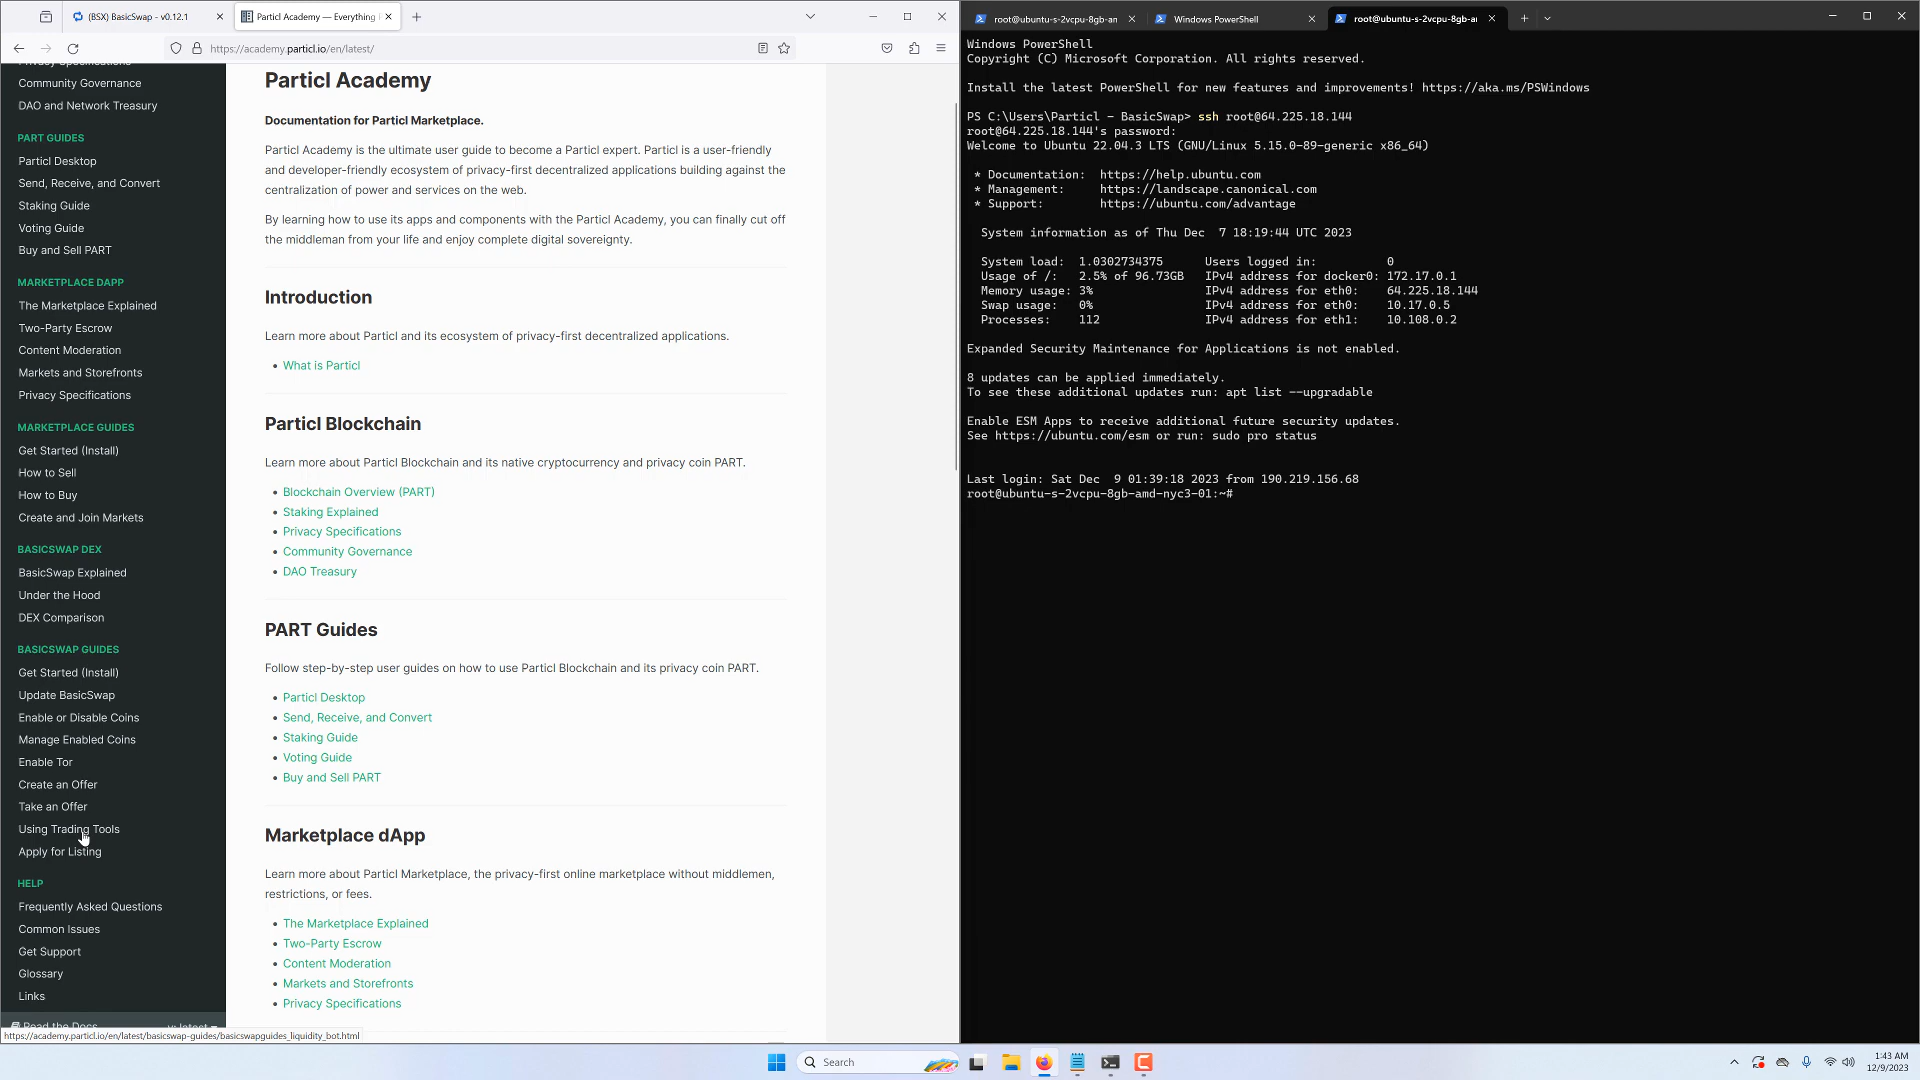 (BSX) BasicSwap - v0.12.1
Particl Academy — Everything
https://academy.particl.io/en/latest/
Privacy Specifications
Community Governance
DAO and Network Treasury
PART GUIDES
Particl Desktop
Send, Receive, and Convert
Staking Guide
Voting Guide
Buy and Sell PART
MARKETPLACE DAPP
The Marketplace Explained
Two-Party Escrow
Content Moderation
Markets and Storefronts
Privacy Specifications
MARKETPLACE GUIDES
Get Started (Install)
How to Sell
How to Buy
Create and Join Markets
BASICSWAP DEX
BasicSwap Explained
Under the Hood
DEX Comparison
BASICSWAP GUIDES
Get Started (Install)
Update BasicSwap
Enable or Disable Coins
Manage Enabled Coins
Enable Tor
Create an Offer
Take an Offer
Using Trading Tools
Apply for Listing
HELP
Frequently Asked Questions
Common Issues
Get Support
Glossary
Links
Read the Docs
v: latest
https://academy.particl.io/en/latest/basicswap-guides/basicswapguides_liquidity_bot.html
Particl Academy
Documentation for Particl Marketplace.
Particl Academy is the ultimate user guide to become a Particl expert. Particl is a user-friendly
and developer-friendly ecosystem of privacy-first decentralized applications building against the
centralization of power and services on the web.
By learning how to use its apps and components with the Particl Academy, you can finally cut off
the middleman from your life and enjoy complete digital sovereignty.
Introduction
Learn more about Particl and its ecosystem of privacy-first decentralized applications.
• What is Particl
Particl Blockchain
Learn more about Particl Blockchain and its native cryptocurrency and privacy coin PART.
• Blockchain Overview (PART)
• Staking Explained
• Privacy Specifications
• Community Governance
• DAO Treasury
PART Guides
Follow step-by-step user guides on how to use Particl Blockchain and its privacy coin PART.
• Particl Desktop
• Send, Receive, and Convert
• Staking Guide
• Voting Guide
• Buy and Sell PART
Marketplace dApp
Learn more about Particl Marketplace, the privacy-first online marketplace without middlemen,
restrictions, or fees.
• The Marketplace Explained
• Two-Party Escrow
• Content Moderation
• Markets and Storefronts
• Privacy Specifications
root@ubuntu-s-2vcpu-8gb-am
Windows PowerShell
root@ubuntu-s-2vcpu-8gb-am
Windows PowerShell
Copyright (C) Microsoft Corporation. All rights reserved.
Install the latest PowerShell for new features and improvements! https://aka.ms/PSWindows
PS C:\Users\Particl - BasicSwap> ssh root@64.225.18.144
root@64.225.18.144's password:
Welcome to Ubuntu 22.04.3 LTS (GNU/Linux 5.15.0-89-generic x86_64)
* Documentation: https://help.ubuntu.com
* Management: https://landscape.canonical.com
* Support: https://ubuntu.com/advantage
System information as of Thu Dec 7 18:19:44 UTC 2023
System load: 1.0302734375 Users logged in: 0
Usage of /: 2.5% of 96.73GB IPv4 address for docker0: 172.17.0.1
Memory usage: 3% IPv4 address for eth0: 64.225.18.144
Swap usage: 0% IPv4 address for eth0: 10.17.0.5
Processes: 112 IPv4 address for eth1: 10.108.0.2
Expanded Security Maintenance for Applications is not enabled.
8 updates can be applied immediately.
To see these additional updates run: apt list --upgradable
Enable ESM Apps to receive additional future security updates.
See https://ubuntu.com/esm or run: sudo pro status
Last login: Sat Dec 9 01:39:18 2023 from 190.219.156.68
root@ubuntu-s-2vcpu-8gb-amd-nyc3-01:~#
Search
1:43 AM
12/9/2023